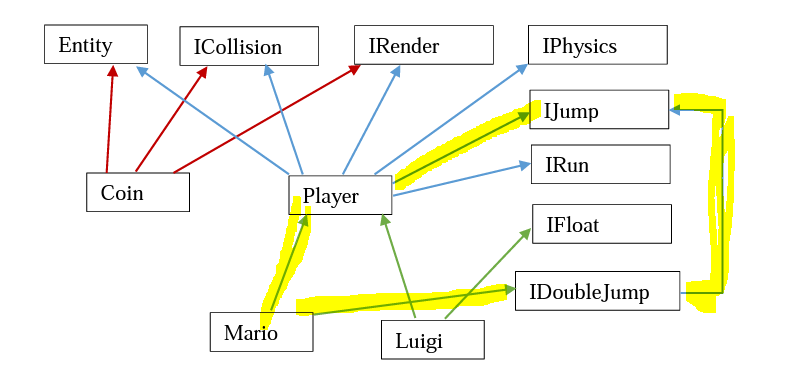 Entity
ICollision
IRender
IPhysics
IJump
IRun
Coin
Player
IFloat
IDoubleJump
Mario
Luigi